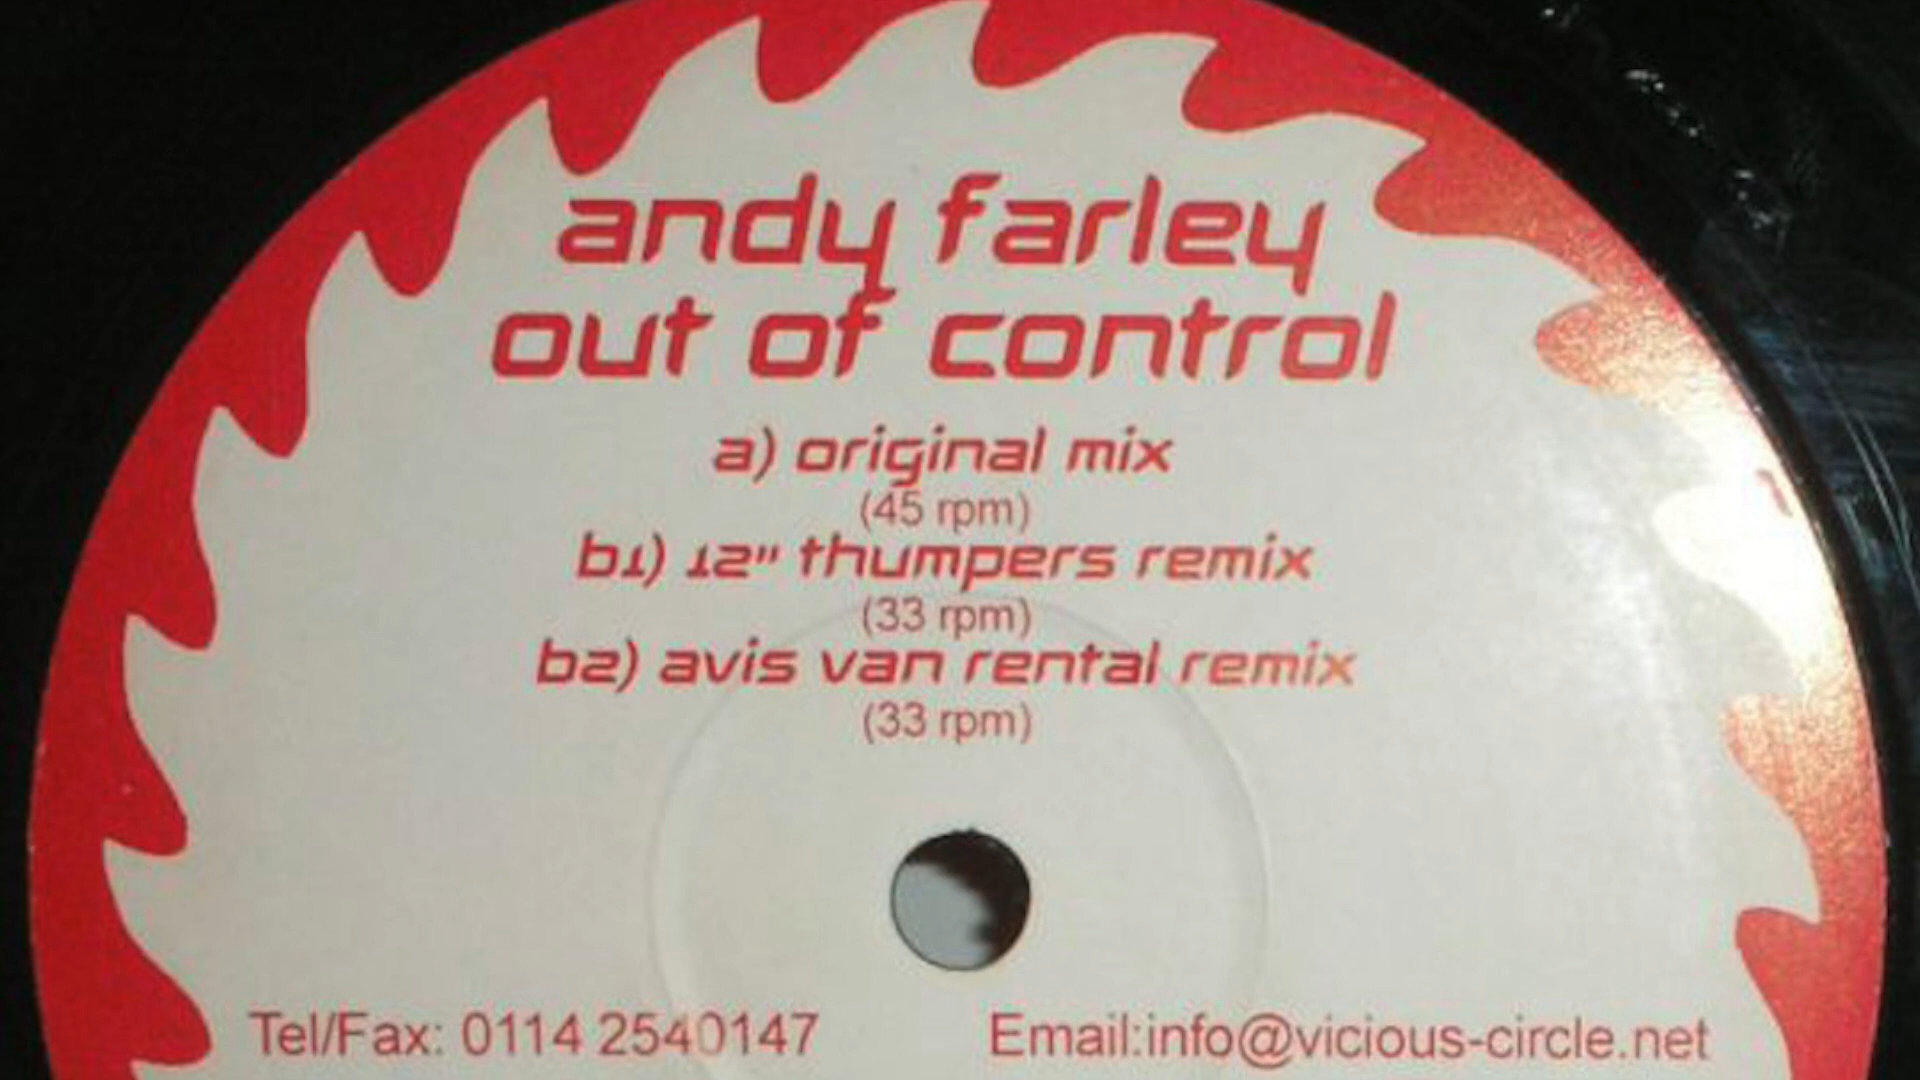 andy farley
out of control
a) original mix
(45 rpm)
b1) 12" thumpers remix
(33 rpm)
b2) avis van rental remix
(33 rpm)
Tel/Fax: 0114 2540147
Email:info@vicious-circle.net